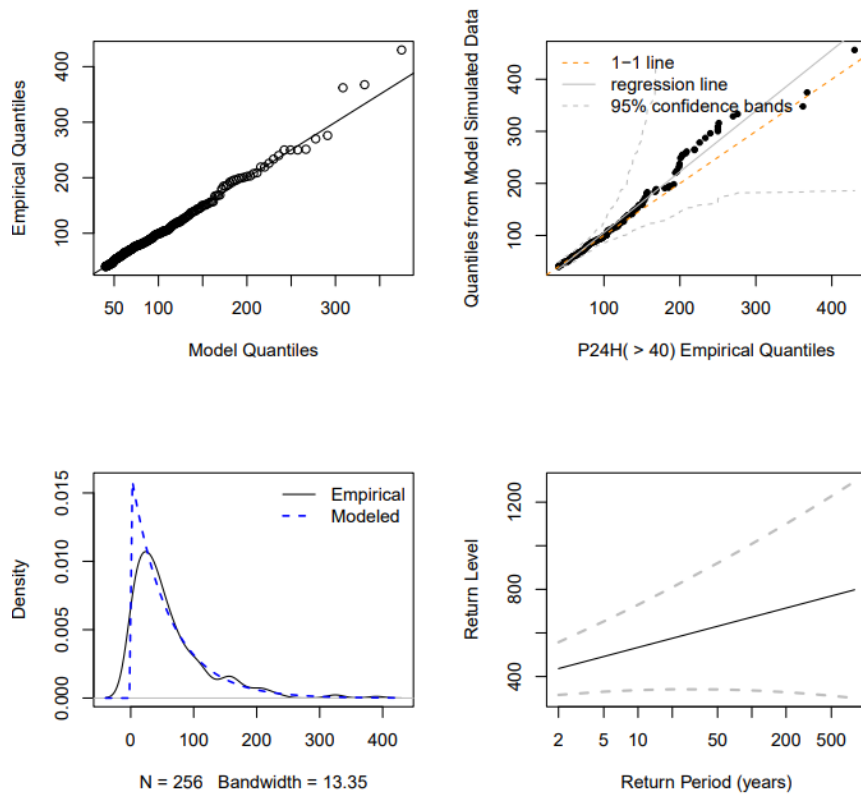 Empirical Quantiles
400
300
200
100
50
100
200
300
Model Quantiles
Quantiles from Model Simulated Data
400
300
200
100
1−1 line
regression line
95% confidence bands
100
200
300
400
P24H( > 40) Empirical Quantiles
Density
0.015
0.010
0.005
0.000
Empirical
Modeled
0
100
200
300
400
N = 256 Bandwidth = 13.35
Return Level
1200
800
400
2
5
10
50
200
500
Return Period (years)